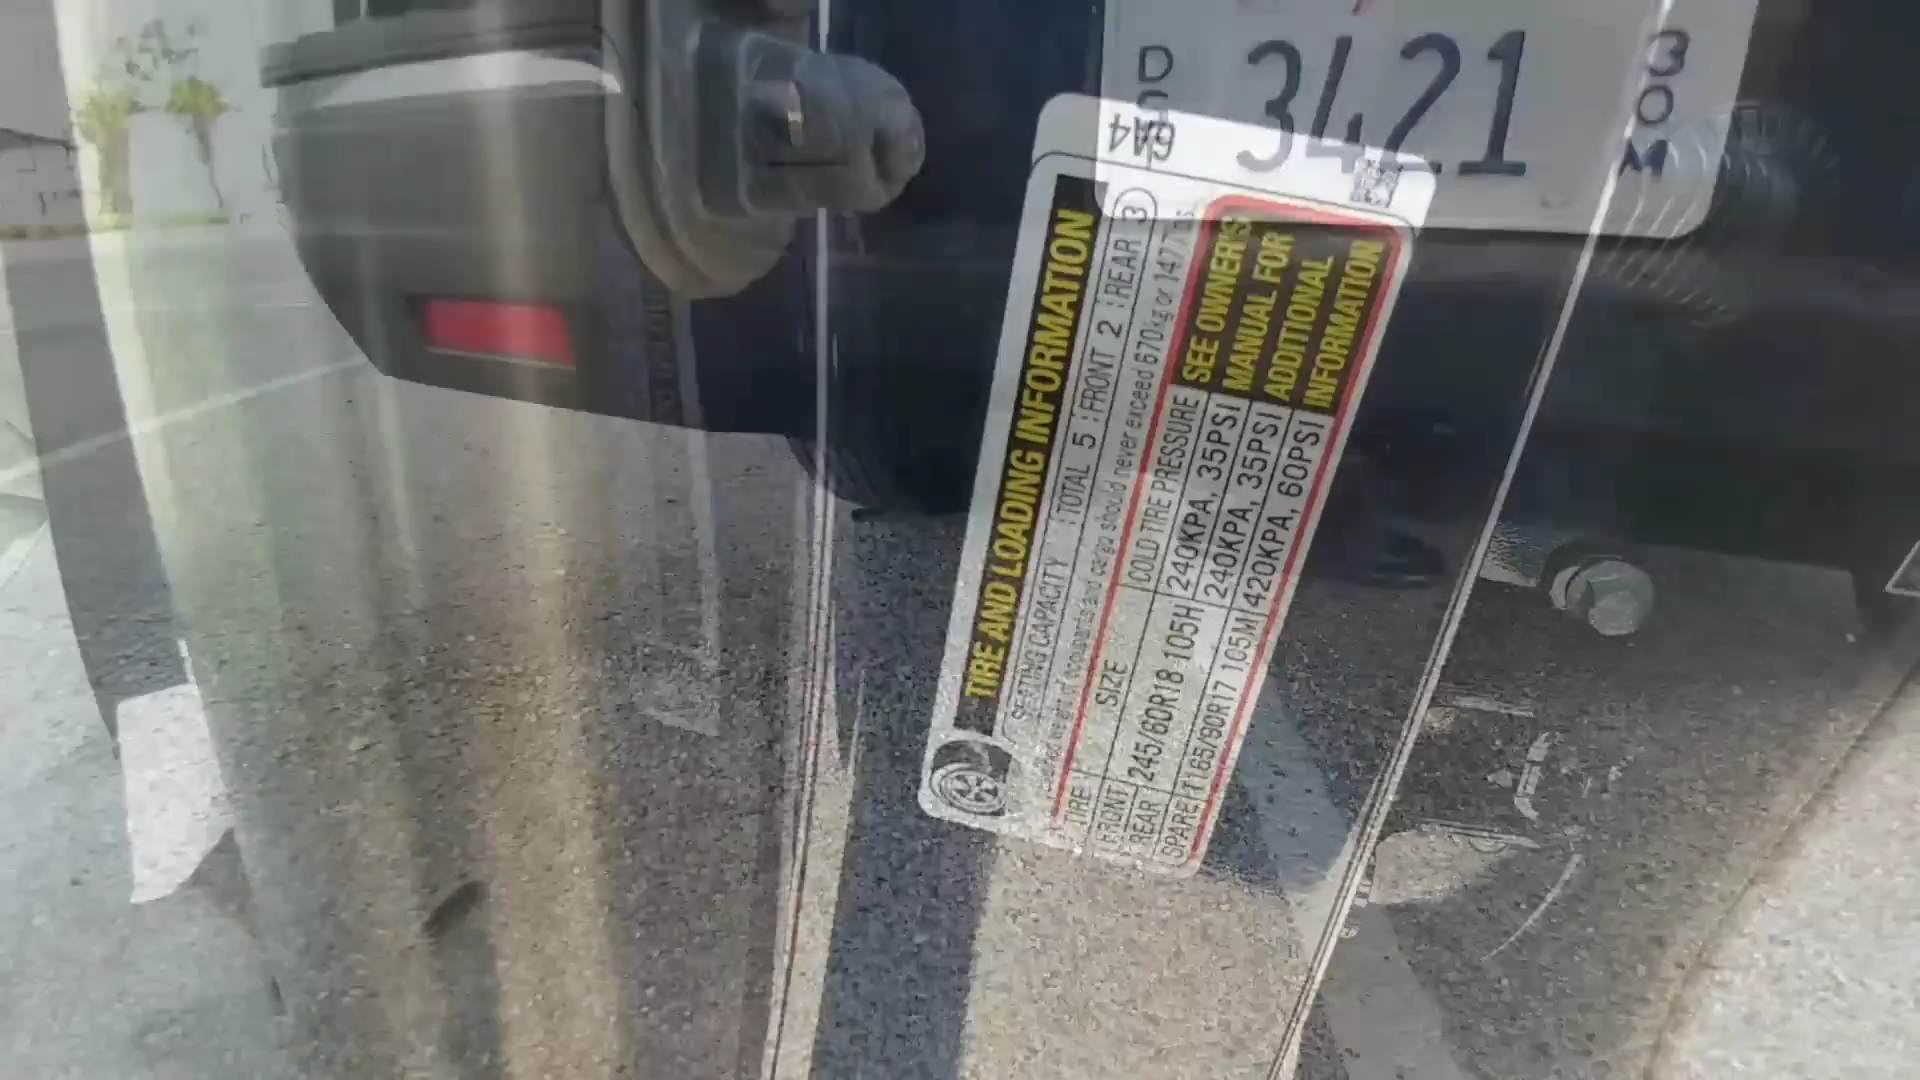 3421
GA4
TIRE AND LOADING INFORMATION
SEATING CAPACITY TOTAL 5 FRONT 2 REAR 3
weight of occupants and cargo should never exceed 670kg or 1477
TIRE SIZE COLD TIRE PRESSURE
FRONT 245/60R18 105H 240KPA, 35PSI
REAR 240KPA, 35PSI
SPARE T165/90R17 105M 420KPA, 60PSI
SEE OWNER'S
MANUAL FOR
ADDITIONAL
INFORMATION